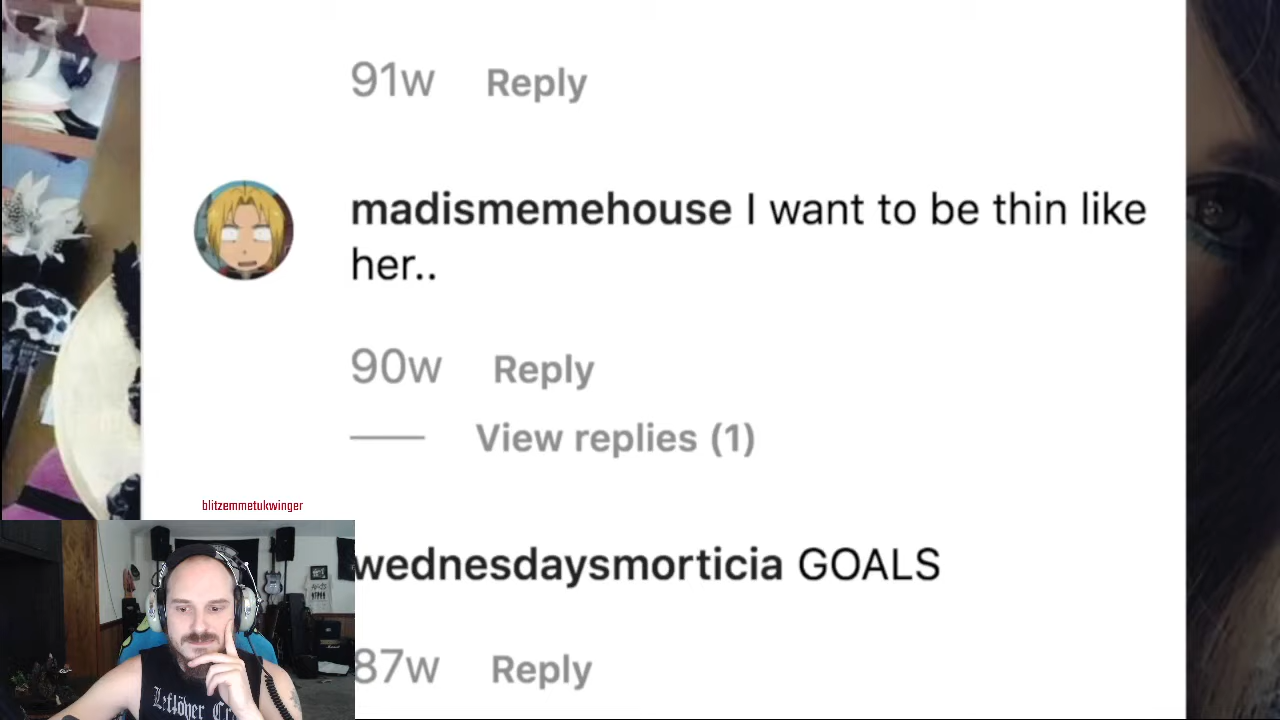 91w Reply
madismemehouse I want to be thin like
her..
90w Reply
View replies (1)
blitzemmetukwinger
wednesdaysmorticia GOALS
87w Reply